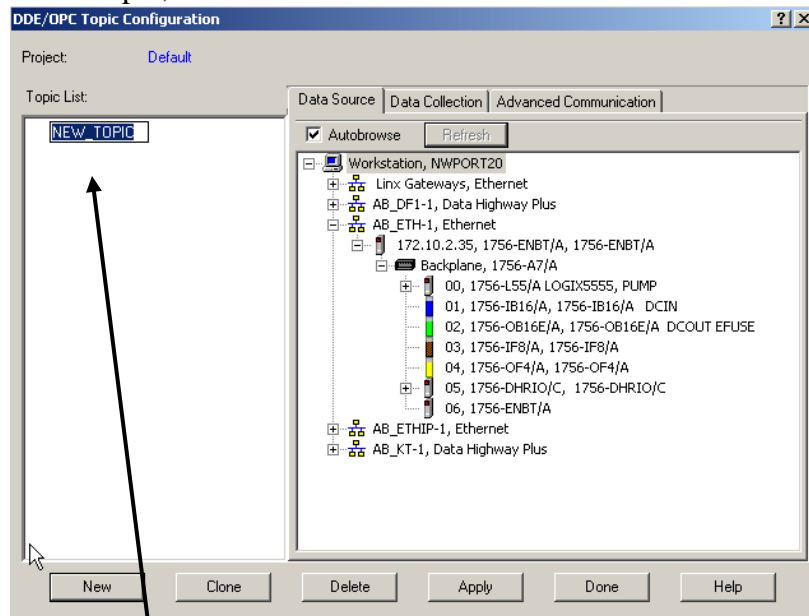 DDE/OPC Topic Configuration
Project: Default
Topic List:
NEW_TOPIC
Data Source Data Collection Advanced Communication
Autobrowse Refresh
Workstation, NWPORT20
Linx Gateways, Ethernet
AB_DF1-1, Data Highway Plus
AB_ETH-1, Ethernet
172.10.2.35, 1756-ENBT/A, 1756-ENBT/A
Backplane, 1756-A7/A
00, 1756-L55/A LOGIX5555, PUMP
01, 1756-IB16/A, 1756-IB16/A DCIN
02, 1756-OB16E/A, 1756-OB16E/A DCOUT EFUSE
03, 1756-IF8/A, 1756-IF8/A
04, 1756-OF4/A, 1756-OF4/A
05, 1756-DHRIO/C, 1756-DHRIO/C
06, 1756-ENBT/A
AB_ETHIP-1, Ethernet
AB_KT-1, Data Highway Plus
New Clone Delete Apply Done Help